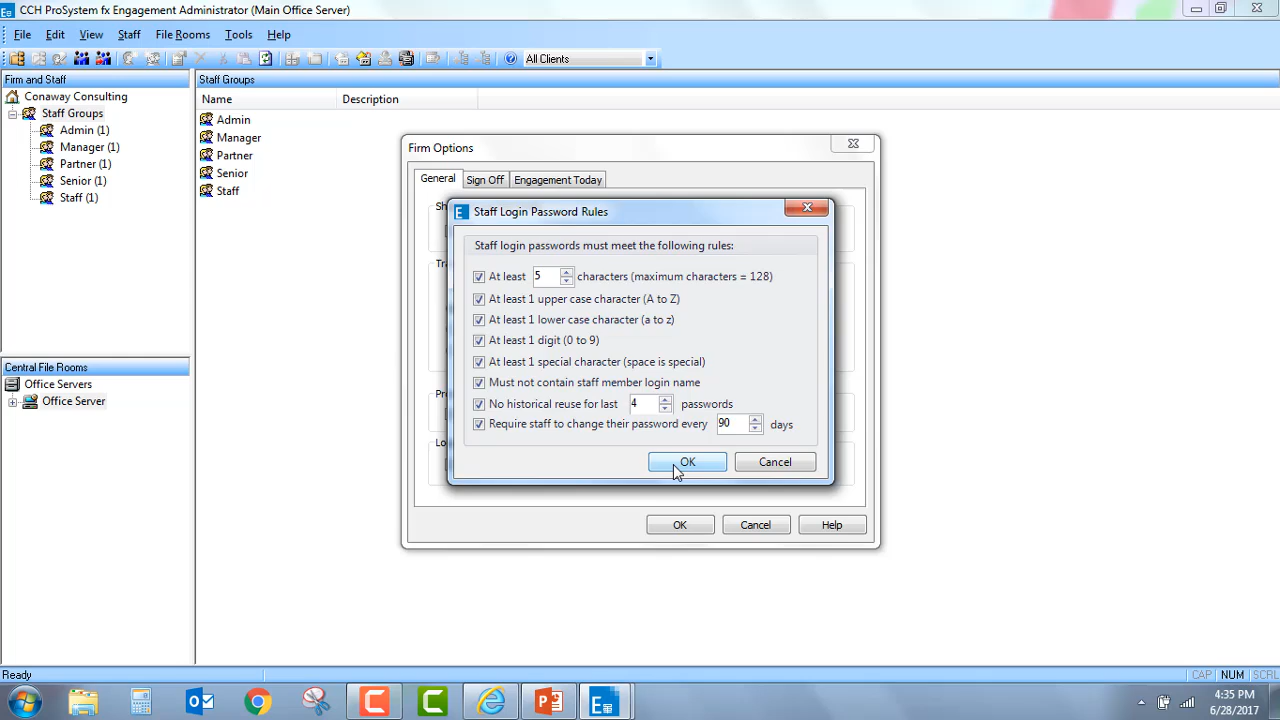 CCH ProSystem fx Engagement Administrator (Main Office Server)
File Edit View Staff File Rooms Tools Help
All Clients
Firm and Staff
Staff Groups
Conaway Consulting
Name Description
Staff Groups
Admin
Admin (1)
Manager
Manager (1)
Partner
Partner (1)
Senior
Senior (1)
Staff
Staff (1)
Firm Options
General Sign Off Engagement Today
Staff Login Password Rules
Staff login passwords must meet the following rules:
At least 5 characters (maximum characters = 128)
At least 1 upper case character (A to Z)
At least 1 lower case character (a to z)
At least 1 digit (0 to 9)
At least 1 special character (space is special)
Must not contain staff member login name
No historical reuse for last 4 passwords
Require staff to change their password every 90 days
OK Cancel
OK Cancel Help
Central File Rooms
Office Servers
Office Server
Ready
CAP NUM SCRL
4:35 PM
6/28/2017